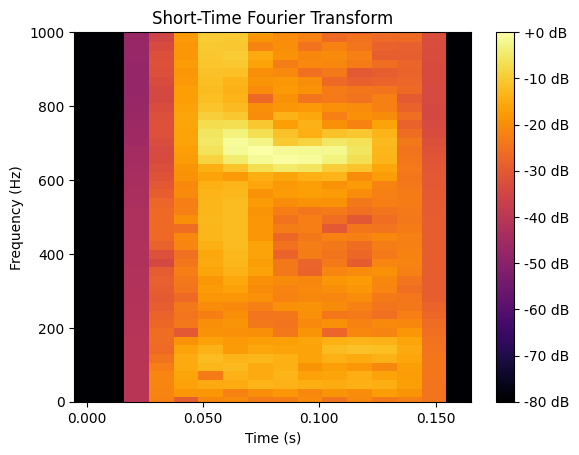 Short-Time Fourier Transform
1000
800
600
400
200
0
Frequency (Hz)
0.000
0.050
0.100
0.150
Time (s)
+0 dB
-10 dB
-20 dB
-30 dB
-40 dB
-50 dB
-60 dB
-70 dB
-80 dB